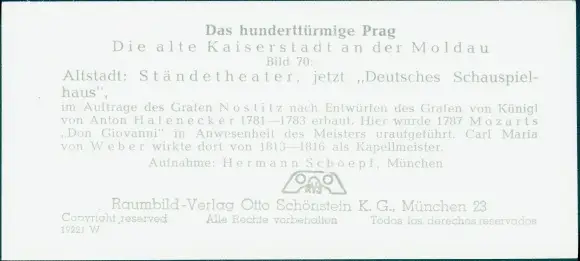 Das hunderttürmige Prag
Die alte Kaiserstadt an der Moldau
Bild 70:
Altstadt: Ständetheater, jetzt „Deutsches Schauspiel-
haus",
im Auftrage des Grafen Nostitz nach Entwürfen des Grafen von Künigl
von Anton Hafenecker 1781—1783 erbaut. Hier wurde 1787 Mozarts
„Don Giovanni" in Anwesenheit des Meisters uraufgeführt. Carl Maria
von Weber wirkte dort von 1813—1816 als Kapellmeister.
Aufnahme: Hermann Schoepf, München
Raumbild-Verlag Otto Schönstein K. G., München 23
Copyright reserved Alle Rechte vorbehalten Todos los derechos reservados
W